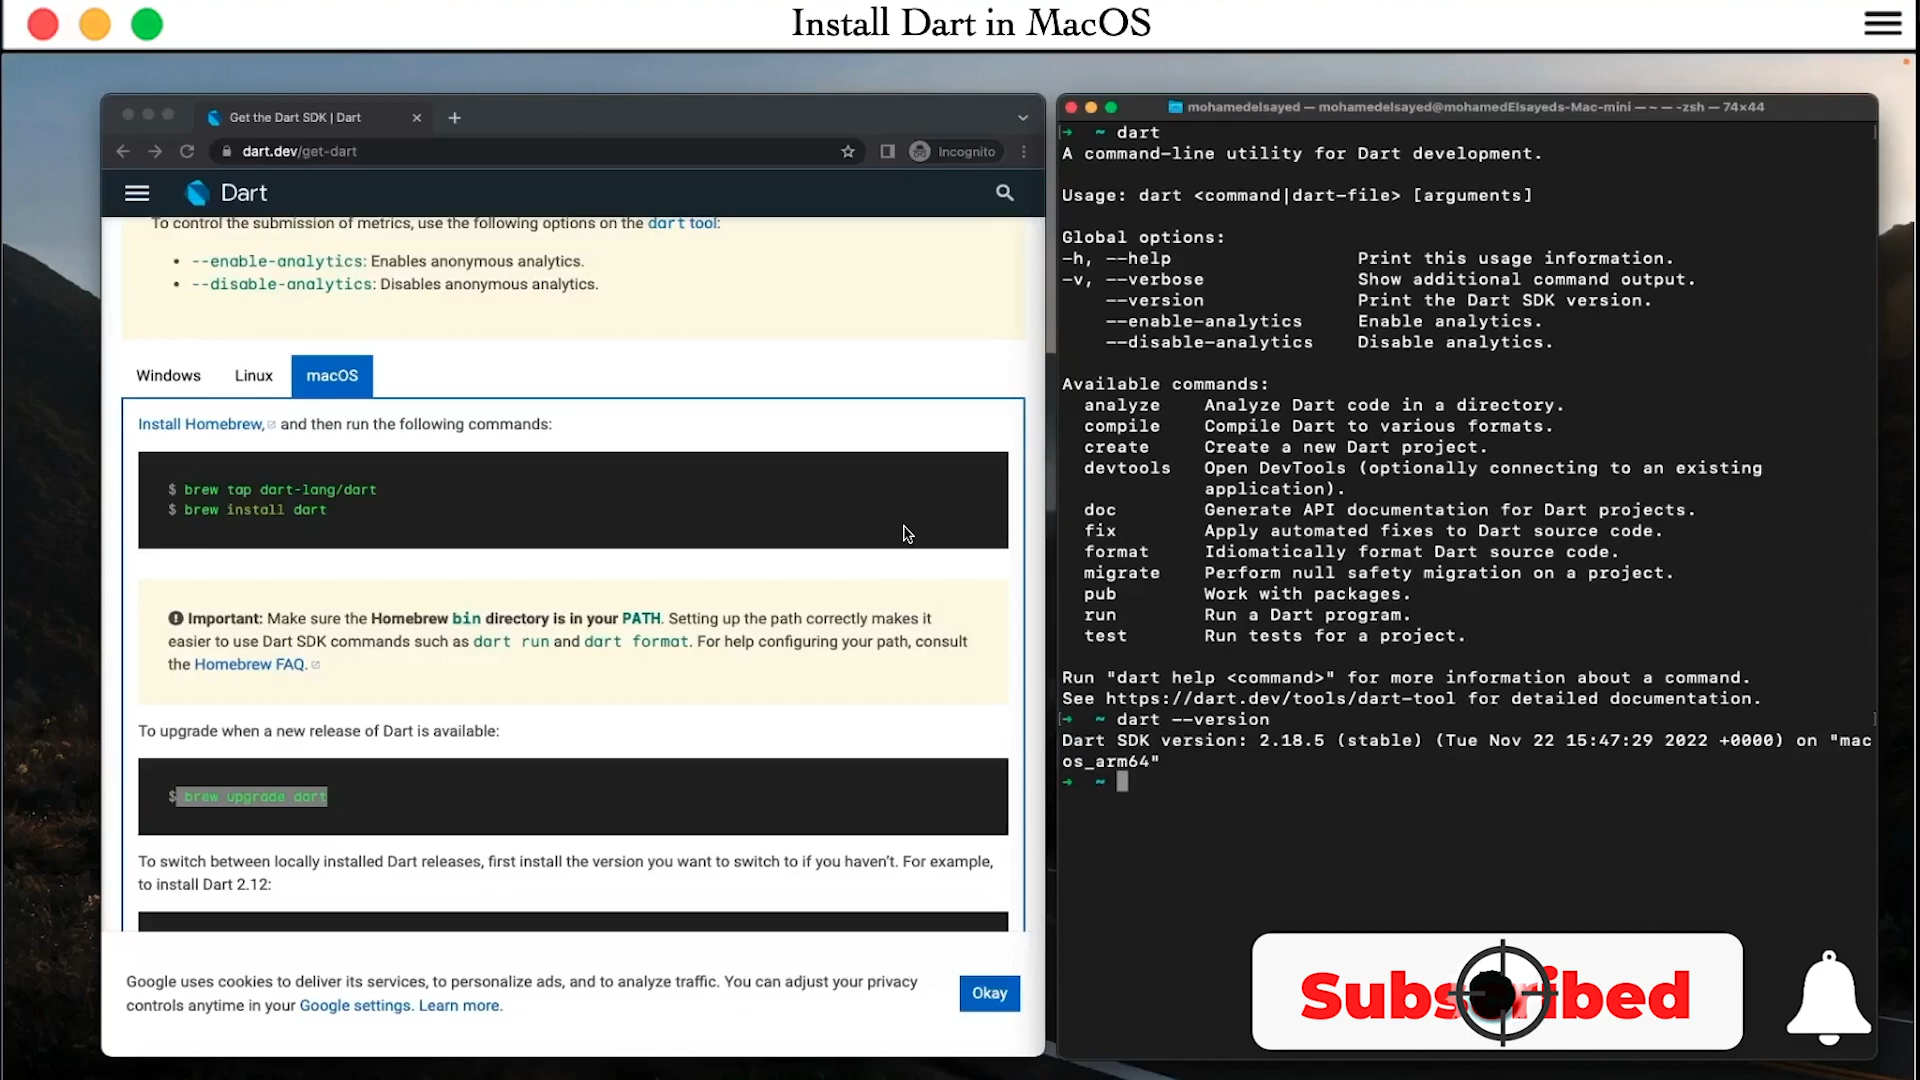 Install Dart in MacOS
Get the Dart SDK | Dart
dart.dev/get-dart
Incognito
Dart
To control the submission of metrics, use the following options on the dart tool:
• --enable-analytics: Enables anonymous analytics.
• --disable-analytics: Disables anonymous analytics.
Windows Linux macOS
Install Homebrew, and then run the following commands:
$ brew tap dart-lang/dart
$ brew install dart
Important: Make sure the Homebrew bin directory is in your PATH. Setting up the path correctly makes it
easier to use Dart SDK commands such as dart run and dart format. For help configuring your path, consult
the Homebrew FAQ.
To upgrade when a new release of Dart is available:
$ brew upgrade dart
To switch between locally installed Dart releases, first install the version you want to switch to if you haven't. For example,
to install Dart 2.12:
Google uses cookies to deliver its services, to personalize ads, and to analyze traffic. You can adjust your privacy
controls anytime in your Google settings. Learn more.
Okay
mohamedelsayed — mohamedelsayed@mohamedElsayeds-Mac-mini — ~ — -zsh — 74×44
→ ~ dart
A command-line utility for Dart development.
Usage: dart <command|dart-file> [arguments]
Global options:
-h, --help Print this usage information.
-v, --verbose Show additional command output.
--version Print the Dart SDK version.
--enable-analytics Enable analytics.
--disable-analytics Disable analytics.
Available commands:
analyze Analyze Dart code in a directory.
compile Compile Dart to various formats.
create Create a new Dart project.
devtools Open DevTools (optionally connecting to an existing
application).
doc Generate API documentation for Dart projects.
fix Apply automated fixes to Dart source code.
format Idiomatically format Dart source code.
migrate Perform null safety migration on a project.
pub Work with packages.
run Run a Dart program.
test Run tests for a project.
Run "dart help <command>" for more information about a command.
See https://dart.dev/tools/dart-tool for detailed documentation.
→ ~ dart --version
Dart SDK version: 2.18.5 (stable) (Tue Nov 22 15:47:29 2022 +0000) on "mac
os_arm64"
→ ~
Subscribed